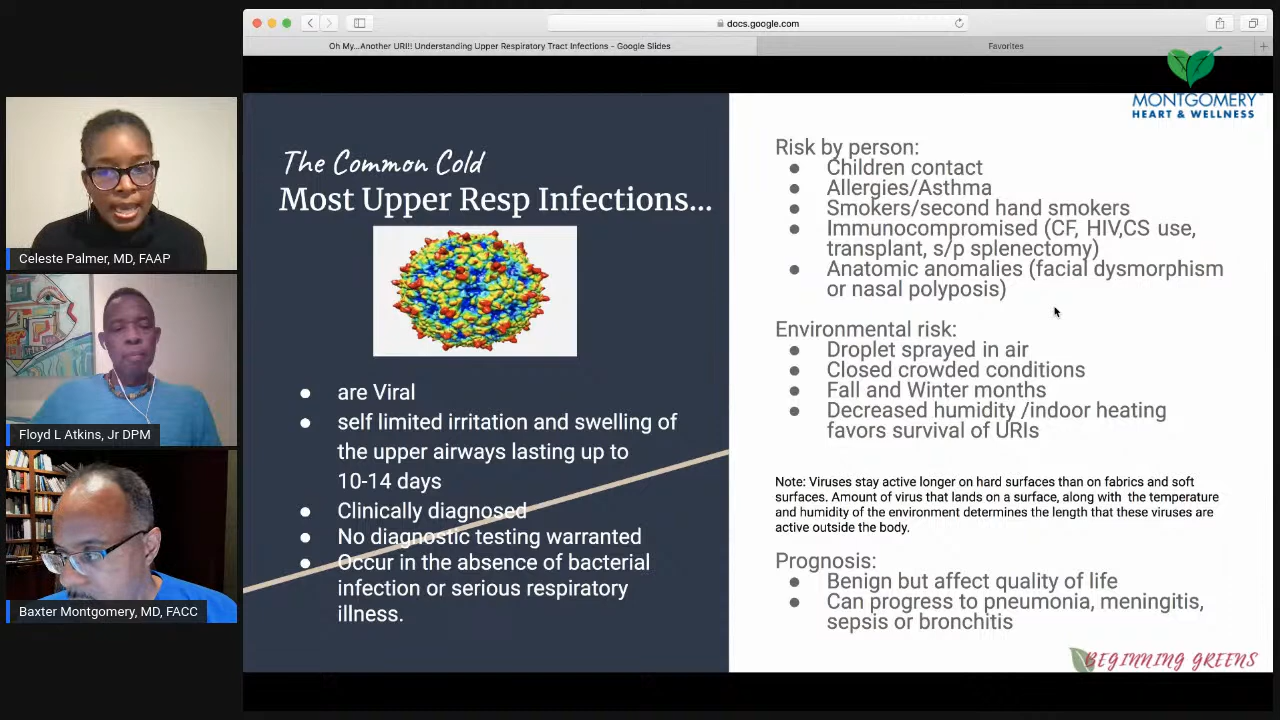 docs.google.com
Oh My...Another URI!! Understanding Upper Respiratory Tract Infections - Google Slides
Favorites
MONTGOMERY
HEART & WELLNESS
Celeste Palmer, MD, FAAP
Floyd L Atkins, Jr DPM
Baxter Montgomery, MD, FACC
The Common Cold
Most Upper Resp Infections...
● are Viral
● self limited irritation and swelling of
the upper airways lasting up to
10-14 days
● Clinically diagnosed
● No diagnostic testing warranted
● Occur in the absence of bacterial
infection or serious respiratory
illness.
Risk by person:
● Children contact
● Allergies/Asthma
● Smokers/second hand smokers
● Immunocompromised (CF, HIV,CS use,
transplant, s/p splenectomy)
● Anatomic anomalies (facial dysmorphism
or nasal polyposis)
Environmental risk:
● Droplet sprayed in air
● Closed crowded conditions
● Fall and Winter months
● Decreased humidity /indoor heating
favors survival of URIs
Note: Viruses stay active longer on hard surfaces than on fabrics and soft
surfaces. Amount of virus that lands on a surface, along with the temperature
and humidity of the environment determines the length that these viruses are
active outside the body.
Prognosis:
● Benign but affect quality of life
● Can progress to pneumonia, meningitis,
sepsis or bronchitis
BEGINNING GREENS